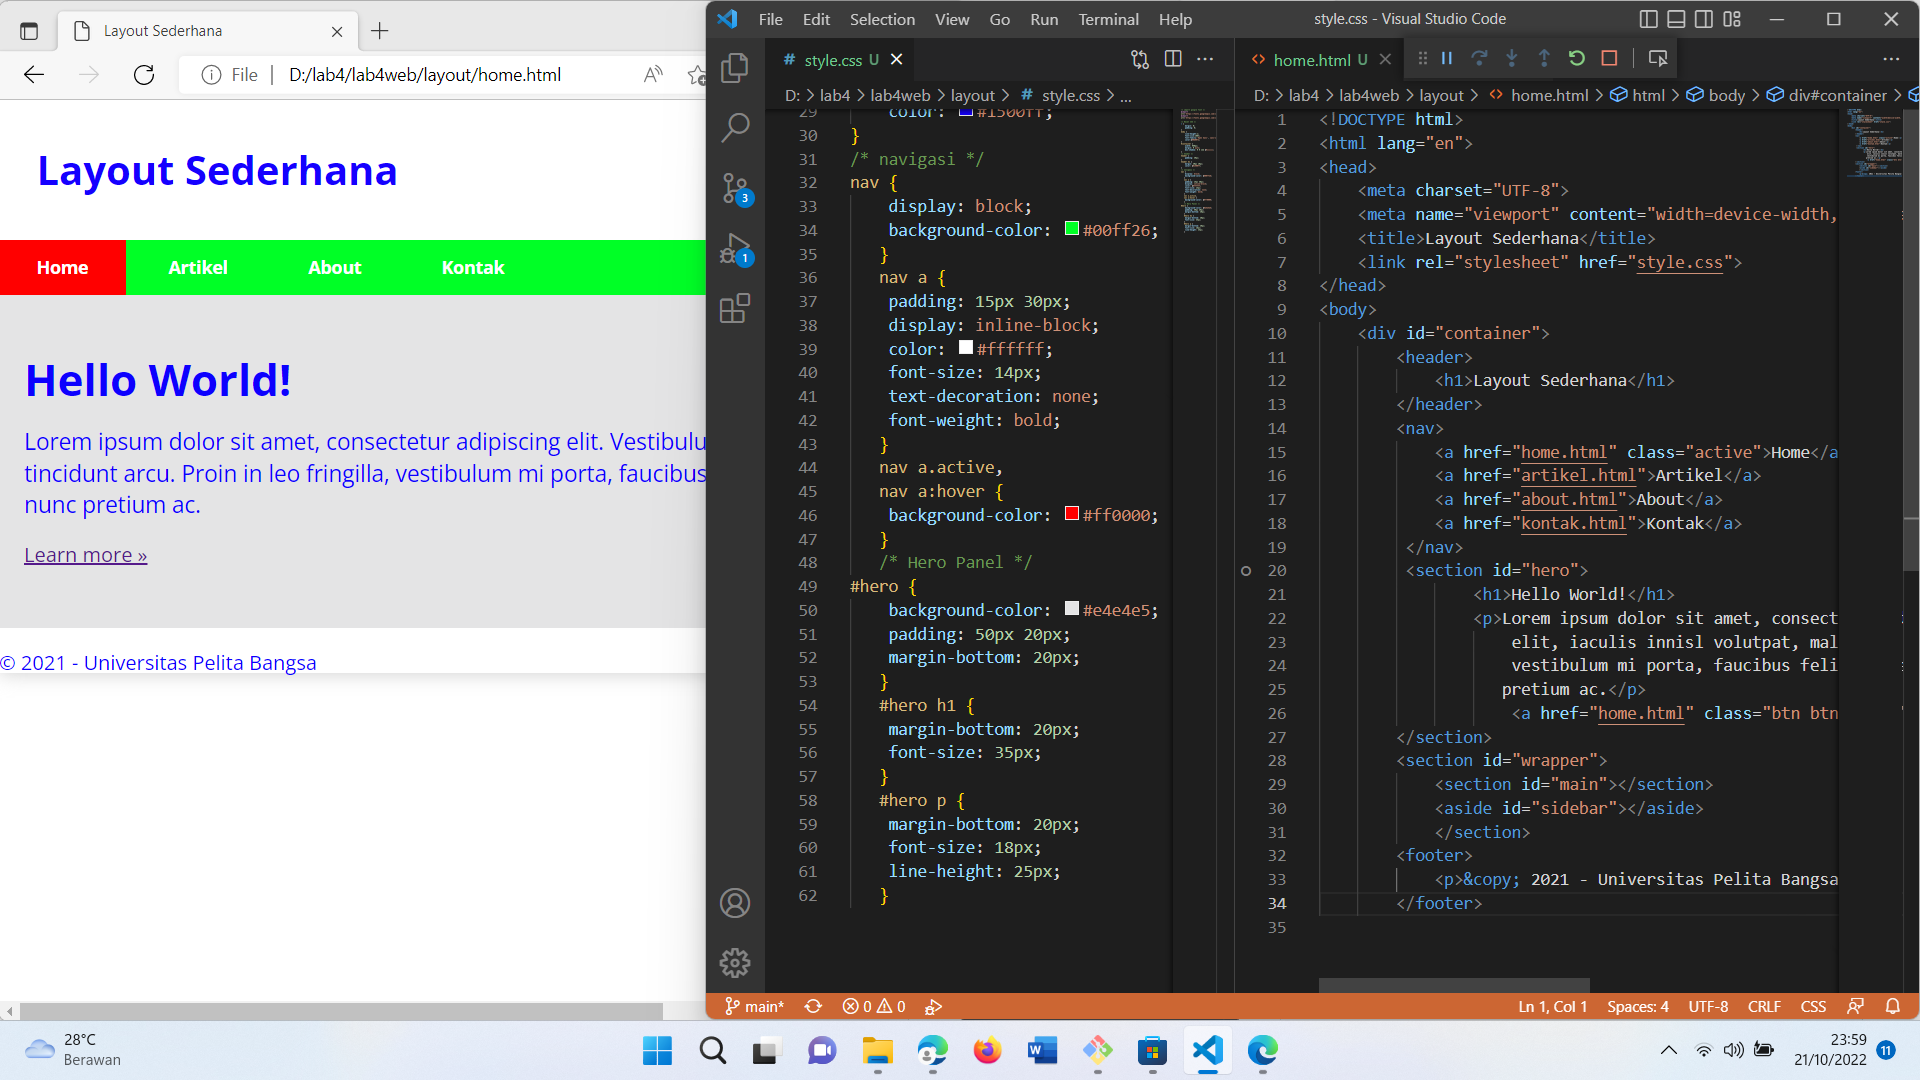 Layout Sederhana
File
D:/lab4/lab4web/layout/home.html
Layout Sederhana
Home Artikel About Kontak
Hello World!
Lorem ipsum dolor sit amet, consectetur adipiscing elit. Vestibulu
tincidunt arcu. Proin in leo fringilla, vestibulum mi porta, faucibus
nunc pretium ac.
Learn more »
© 2021 - Universitas Pelita Bangsa
File Edit Selection View Go Run Terminal Help
style.css - Visual Studio Code
3
1
# style.css U
D: > lab4 > lab4web > layout > # style.css > ...
29 color: #1500ff;
30 }
31 /* navigasi */
32 nav {
33 display: block;
34 background-color: #00ff26;
35 }
36 nav a {
37 padding: 15px 30px;
38 display: inline-block;
39 color: #ffffff;
40 font-size: 14px;
41 text-decoration: none;
42 font-weight: bold;
43 }
44 nav a.active,
45 nav a:hover {
46 background-color: #ff0000;
47 }
48 /* Hero Panel */
49 #hero {
50 background-color: #e4e4e5;
51 padding: 50px 20px;
52 margin-bottom: 20px;
53 }
54 #hero h1 {
55 margin-bottom: 20px;
56 font-size: 35px;
57 }
58 #hero p {
59 margin-bottom: 20px;
60 font-size: 18px;
61 line-height: 25px;
62 }
<> home.html U
D: > lab4 > lab4web > layout > <> home.html > html > body > div#container >
1 <!DOCTYPE html>
2 <html lang="en">
3 <head>
4 <meta charset="UTF-8">
5 <meta name="viewport" content="width=device-width,
6 <title>Layout Sederhana</title>
7 <link rel="stylesheet" href="style.css">
8 </head>
9 <body>
10 <div id="container">
11 <header>
12 <h1>Layout Sederhana</h1>
13 </header>
14 <nav>
15 <a href="home.html" class="active">Home</a
16 <a href="artikel.html">Artikel</a>
17 <a href="about.html">About</a>
18 <a href="kontak.html">Kontak</a>
19 </nav>
20 <section id="hero">
21 <h1>Hello World!</h1>
22 <p>Lorem ipsum dolor sit amet, consect
23 elit, iaculis innisl volutpat, mal
24 vestibulum mi porta, faucibus feli
25 pretium ac.</p>
26 <a href="home.html" class="btn btn
27 </section>
28 <section id="wrapper">
29 <section id="main"></section>
30 <aside id="sidebar"></aside>
31 </section>
32 <footer>
33 <p>&copy; 2021 - Universitas Pelita Bangsa
34 </footer>
35
main* 0 0
Ln 1, Col 1 Spaces: 4 UTF-8 CRLF CSS
28°C
Berawan
23:59
21/10/2022
11